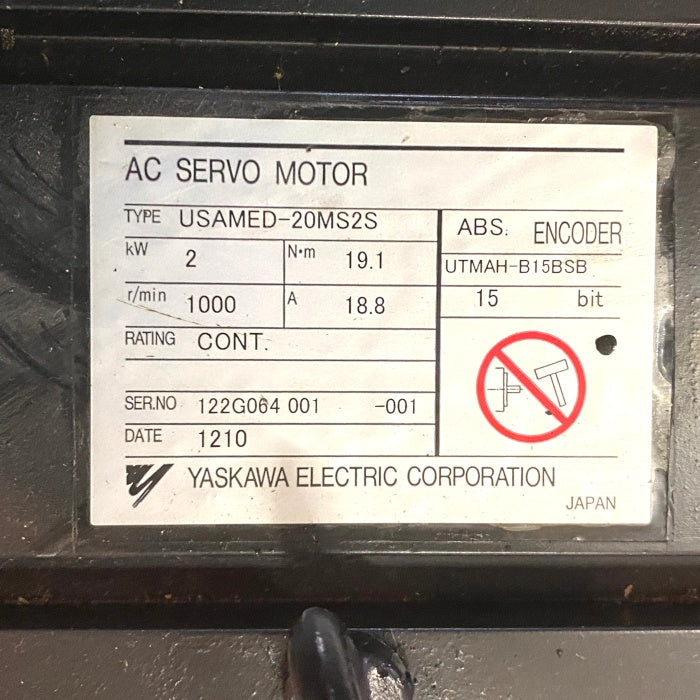 AC SERVO MOTOR
TYPE USAMED-20MS2S
kW 2 N·m 19.1
r/min 1000 A 18.8
RATING CONT.
SER.NO 122G064 001 -001
DATE 1210
ABS. ENCODER
UTMAH-B15BSB
15 bit
YASKAWA ELECTRIC CORPORATION
JAPAN